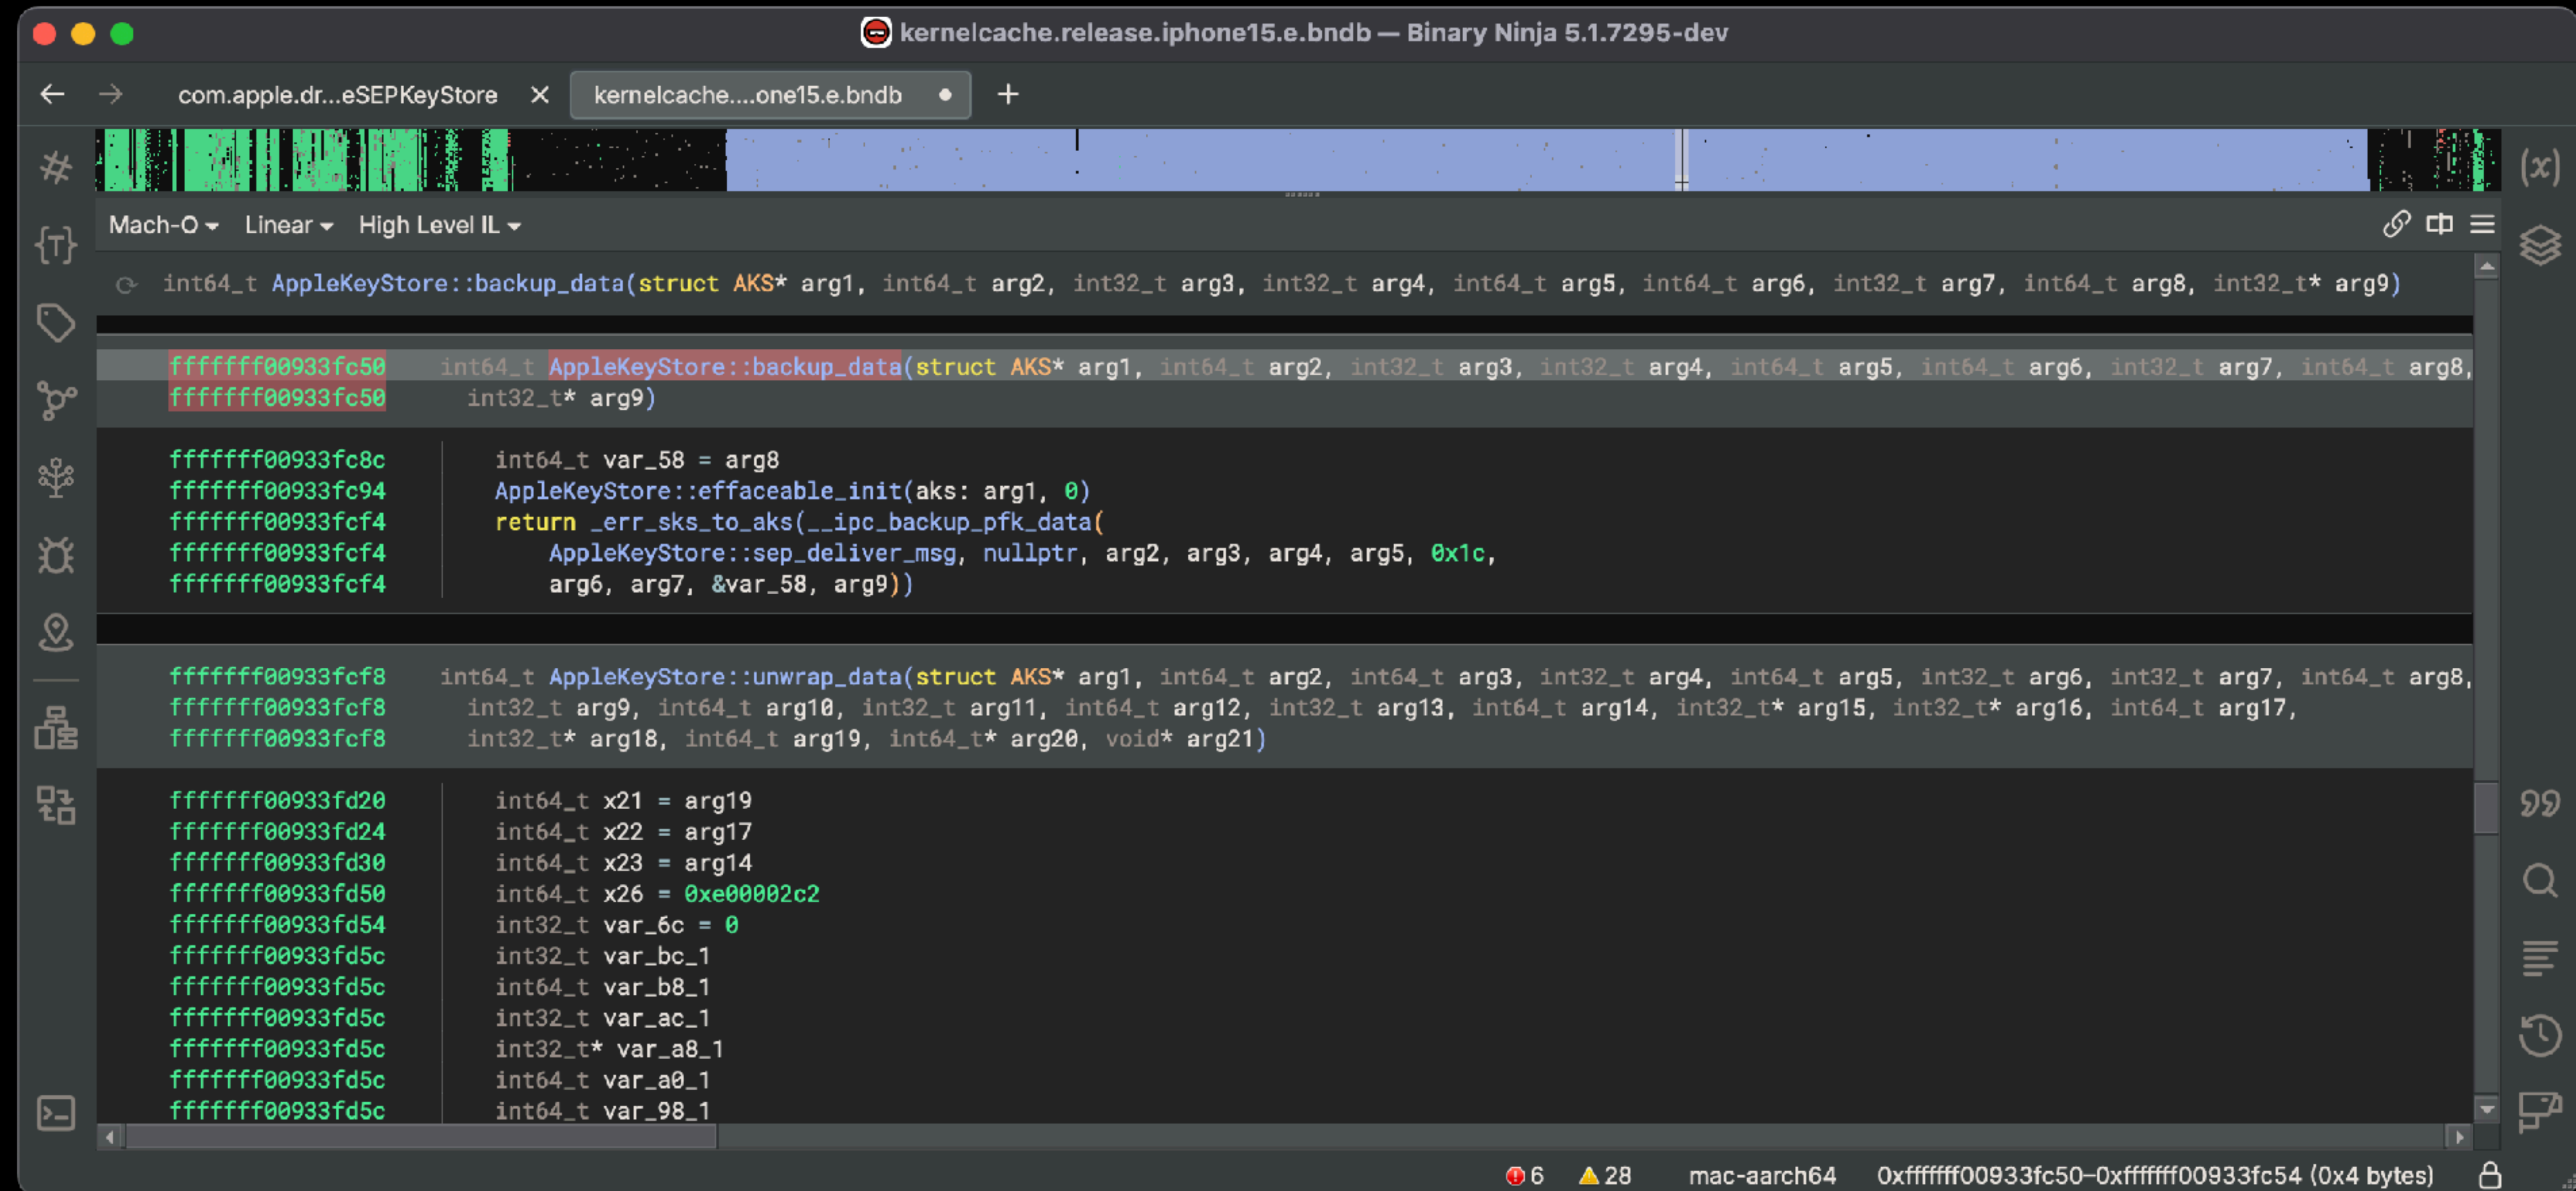 kernelcache.release.iphone15.e.bndb — Binary Ninja 5.1.7295-dev
com.apple.dr...eSEPKeyStore
kernelcache....one15.e.bndb
Mach-O Linear High Level IL
int64_t AppleKeyStore::backup_data(struct AKS* arg1, int64_t arg2, int32_t arg3, int32_t arg4, int64_t arg5, int64_t arg6, int32_t arg7, int64_t arg8, int32_t* arg9)
fffffff00933fc50 int64_t AppleKeyStore::backup_data(struct AKS* arg1, int64_t arg2, int32_t arg3, int32_t arg4, int64_t arg5, int64_t arg6, int32_t arg7, int64_t arg8,
fffffff00933fc50 int32_t* arg9)
fffffff00933fc8c int64_t var_58 = arg8
fffffff00933fc94 AppleKeyStore::effaceable_init(aks: arg1, 0)
fffffff00933fcf4 return _err_sks_to_aks(__ipc_backup_pfk_data(
fffffff00933fcf4 AppleKeyStore::sep_deliver_msg, nullptr, arg2, arg3, arg4, arg5, 0x1c,
fffffff00933fcf4 arg6, arg7, &var_58, arg9))
fffffff00933fcf8 int64_t AppleKeyStore::unwrap_data(struct AKS* arg1, int64_t arg2, int64_t arg3, int32_t arg4, int64_t arg5, int32_t arg6, int32_t arg7, int64_t arg8,
fffffff00933fcf8 int32_t arg9, int64_t arg10, int32_t arg11, int64_t arg12, int32_t arg13, int64_t arg14, int32_t* arg15, int32_t* arg16, int64_t arg17,
fffffff00933fcf8 int32_t* arg18, int64_t arg19, int64_t* arg20, void* arg21)
fffffff00933fd20 int64_t x21 = arg19
fffffff00933fd24 int64_t x22 = arg17
fffffff00933fd30 int64_t x23 = arg14
fffffff00933fd50 int64_t x26 = 0xe00002c2
fffffff00933fd54 int32_t var_6c = 0
fffffff00933fd5c int32_t var_bc_1
fffffff00933fd5c int64_t var_b8_1
fffffff00933fd5c int32_t var_ac_1
fffffff00933fd5c int32_t* var_a8_1
fffffff00933fd5c int64_t var_a0_1
fffffff00933fd5c int64_t var_98_1
6 28 mac-aarch64 0xfffffff00933fc50–0xfffffff00933fc54 (0x4 bytes)